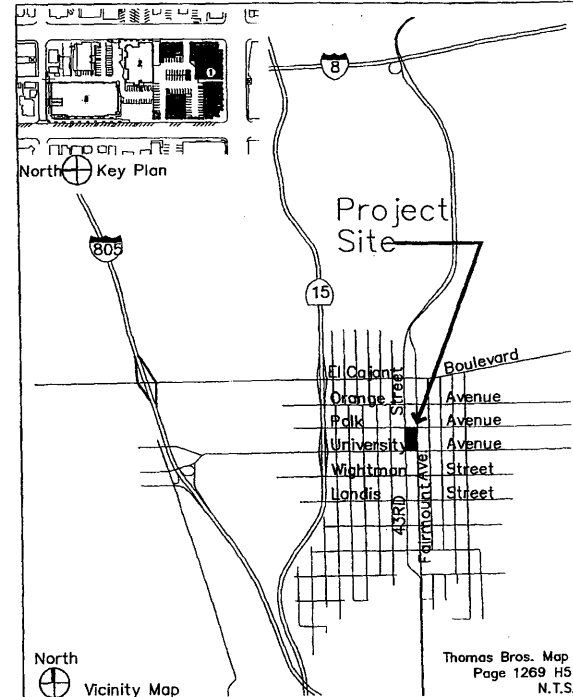 8
1
North Key Plan
Project
Site
805
15
El Cajon Boulevard
Orange Avenue
Polk Avenue
University Avenue
Wightman Street
Landis Street
Street
43RD
Fairmount Ave.
North
Vicinity Map
Thomas Bros. Map
Page 1269 H5
N.T.S